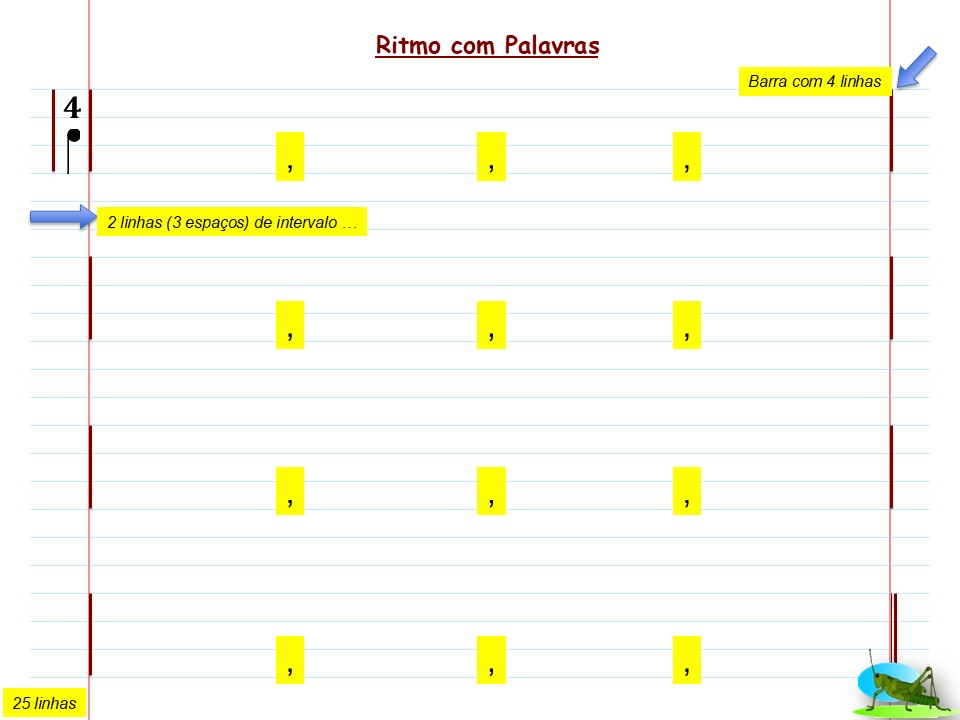 Ritmo com Palavras
Barra com 4 linhas
4
, , ,
2 linhas (3 espaços) de intervalo …
, , ,
, , ,
, , ,
25 linhas